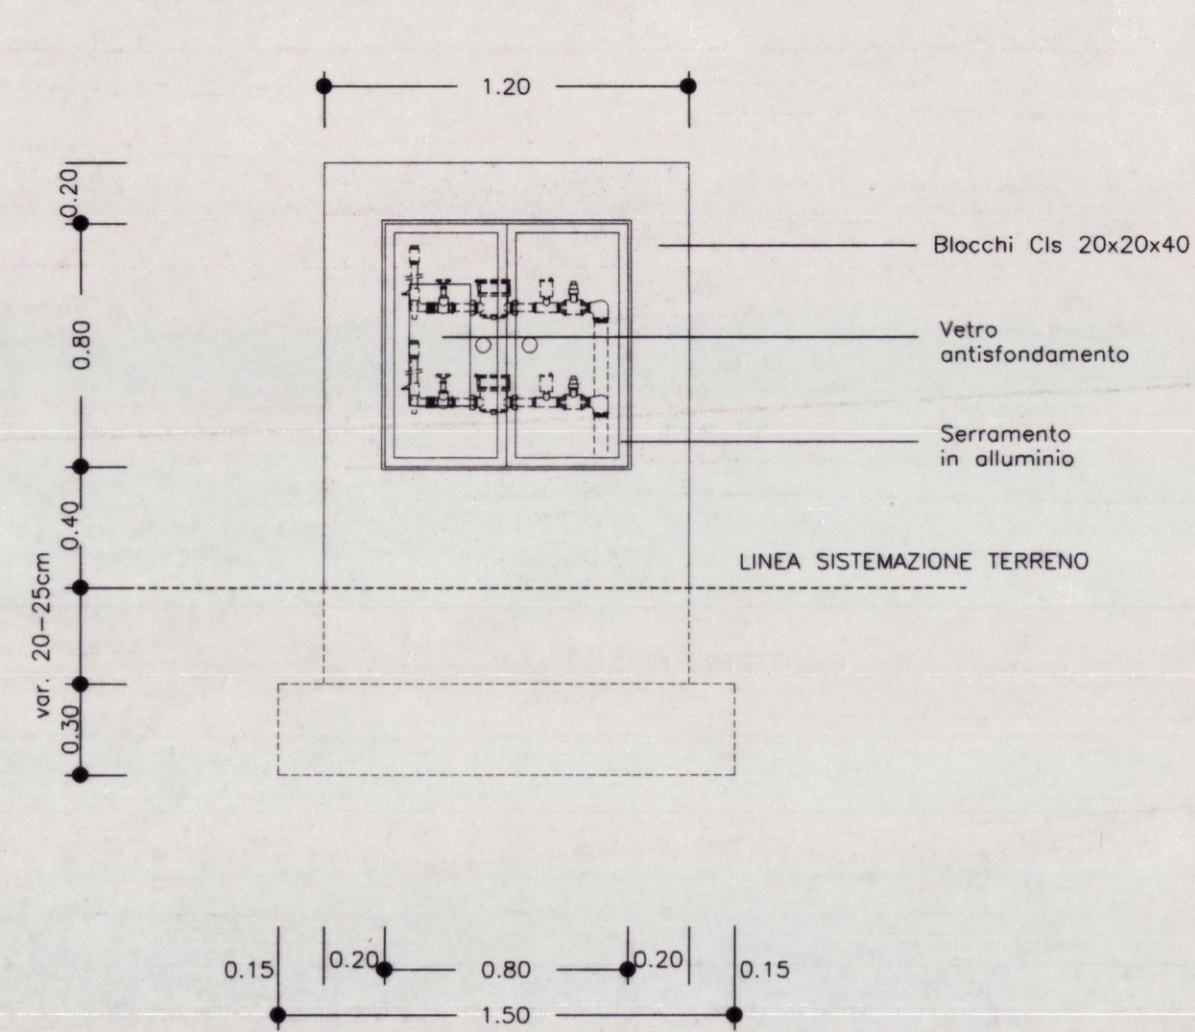 1.20
0.20
Blocchi Cls 20x20x40
0.80
Vetro
antisfondamento
Serramento
in alluminio
0.40
LINEA SISTEMAZIONE TERRENO
var. 20-25cm
0.30
0.15
0.20
0.80
0.20
0.15
1.50